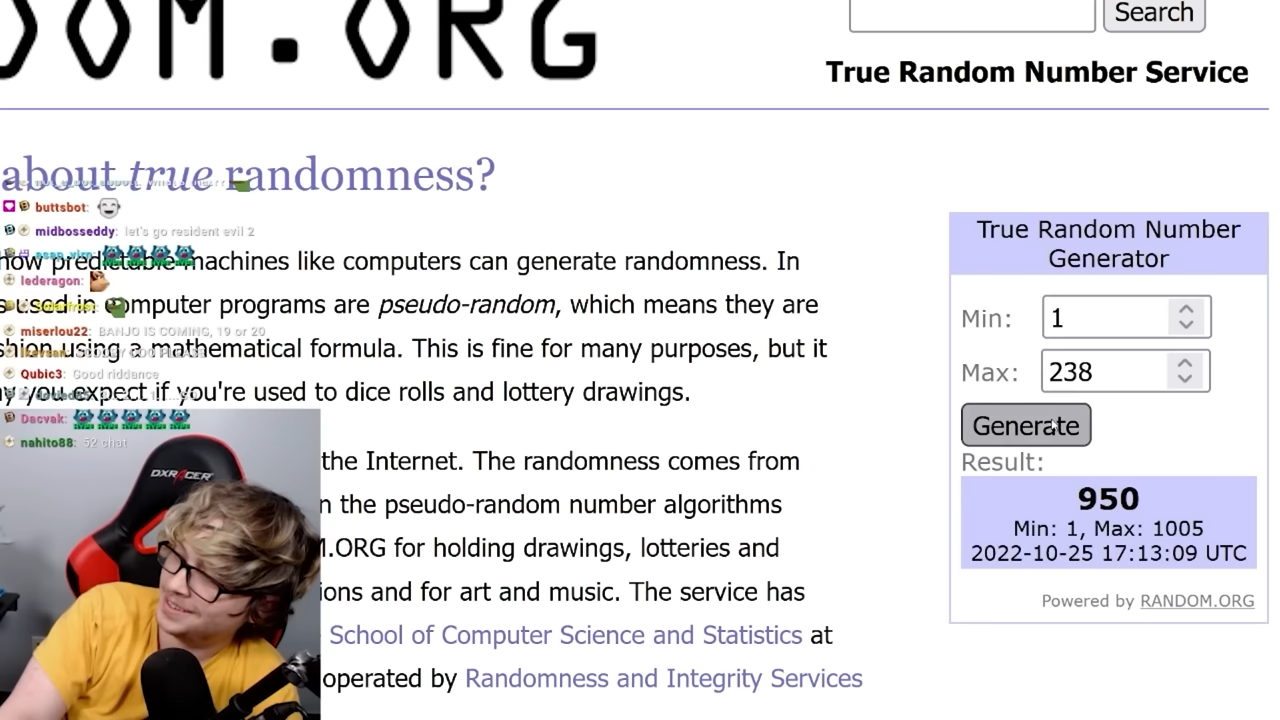 OM.ORG
Search
True Random Number Service
about true randomness?
buttsbot:
midbosseddy: let's go resident evil 2
machines like computers can generate randomness. In
lederagon:
used in computer programs are pseudo-random, which means they are
miserlou22: BANJO IS COMING, 19 or 20
using a mathematical formula. This is fine for many purposes, but it
Qubic3: Good riddance
you expect if you're used to dice rolls and lottery drawings.
Dacvak:
nahito88: 52 chat
DXRACER
the Internet. The randomness comes from
n the pseudo-random number algorithms
M.ORG for holding drawings, lotteries and
ions and for art and music. The service has
School of Computer Science and Statistics at
operated by Randomness and Integrity Services
True Random Number
Generator
Min: 1
Max: 238
Generate
Result:
950
Min: 1, Max: 1005
2022-10-25 17:13:09 UTC
Powered by RANDOM.ORG